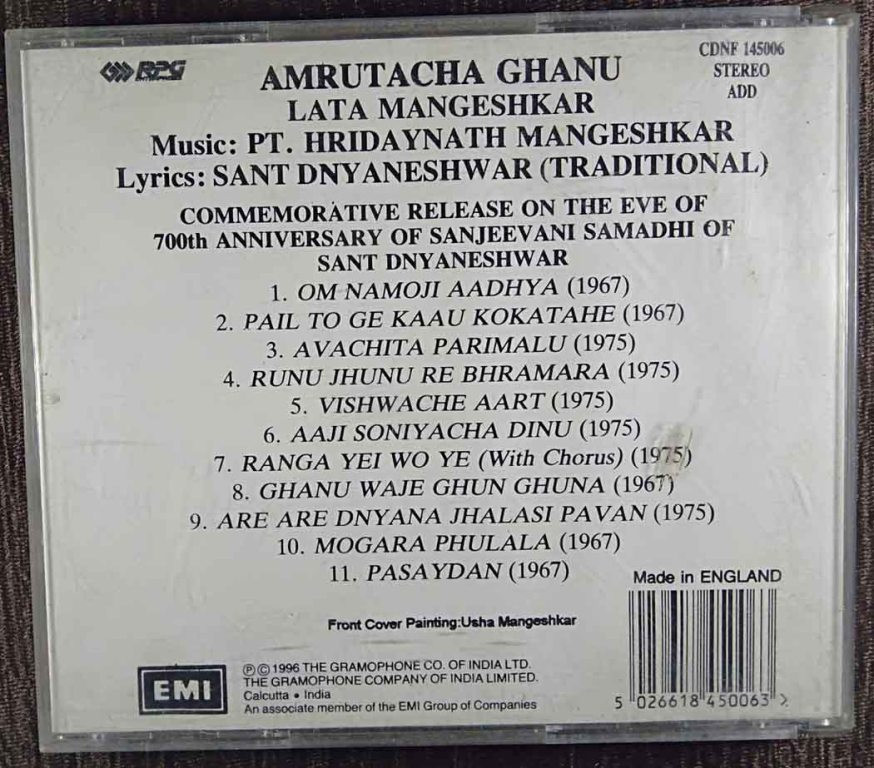 RPG
CDNF 145006
STEREO
ADD
AMRUTACHA GHANU
LATA MANGESHKAR
Music: PT. HRIDAYNATH MANGESHKAR
Lyrics: SANT DNYANESHWAR (TRADITIONAL)
COMMEMORATIVE RELEASE ON THE EVE OF
700th ANNIVERSARY OF SANJEEVANI SAMADHI OF
SANT DNYANESHWAR
1. OM NAMOJI AADHYA (1967)
2. PAIL TO GE KAAU KOKATAHE (1967)
3. AVACHITA PARIMALU (1975)
4. RUNU JHUNU RE BHRAMARA (1975)
5. VISHWACHE AART (1975)
6. AAJI SONIYACHA DINU (1975)
7. RANGA YEI WO YE (With Chorus) (1975)
8. GHANU WAJE GHUN GHUNA (1967)
9. ARE ARE DNYANA JHALASI PAVAN (1975)
10. MOGARA PHULALA (1967)
11. PASAYDAN (1967)
Made in ENGLAND
Front Cover Painting:Usha Mangeshkar
EMI
℗ © 1996 THE GRAMOPHONE CO. OF INDIA LTD.
THE GRAMOPHONE COMPANY OF INDIA LIMITED.
Calcutta • India
An associate member of the EMI Group of Companies
5 026618 450063 >